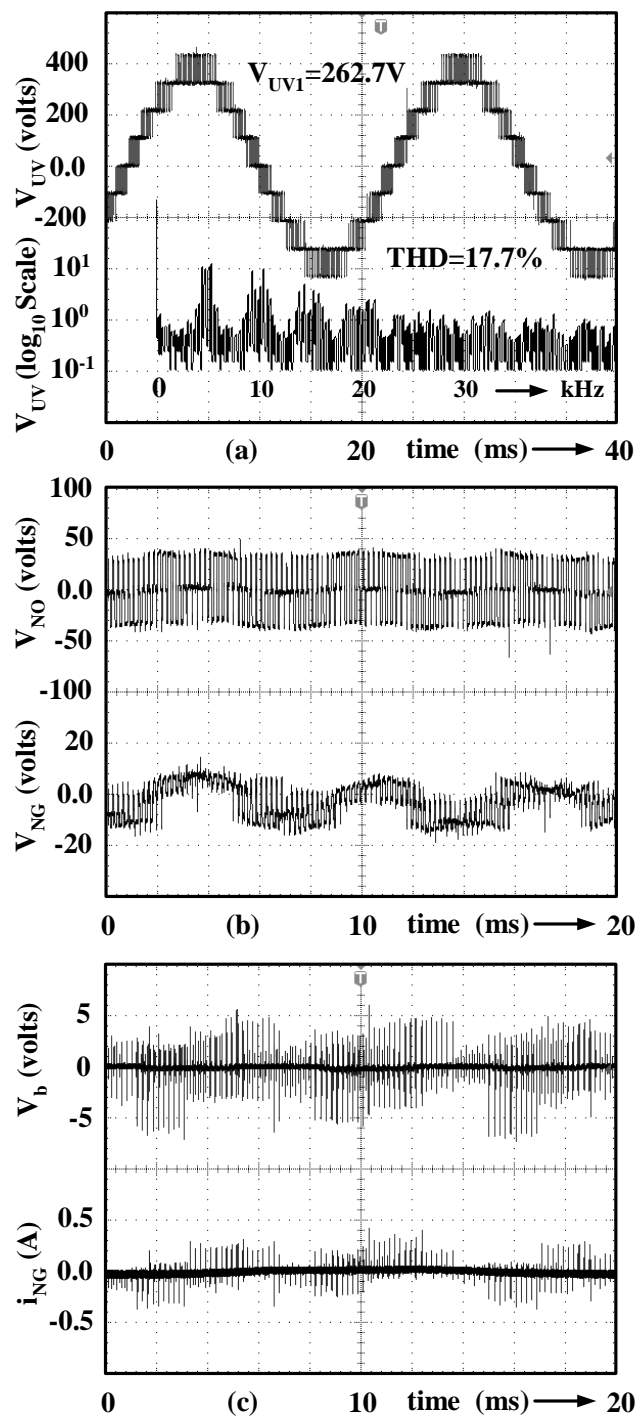 V_UV (volts)
400
200
0.0
-200
V_UV1=262.7V
THD=17.7%
V_UV (log_10 Scale)
10^1
10^0
10^-1
0 10 20 30 → kHz
0 (a) 20 time (ms) → 40
T
V_NO (volts)
100
50
0.0
-50
-100
V_NG (volts)
20
0.0
-20
0 (b) 10 time (ms) → 20
T
V_b (volts)
5
0
-5
i_NG (A)
0.5
0.0
-0.5
0 (c) 10 time (ms) → 20
T